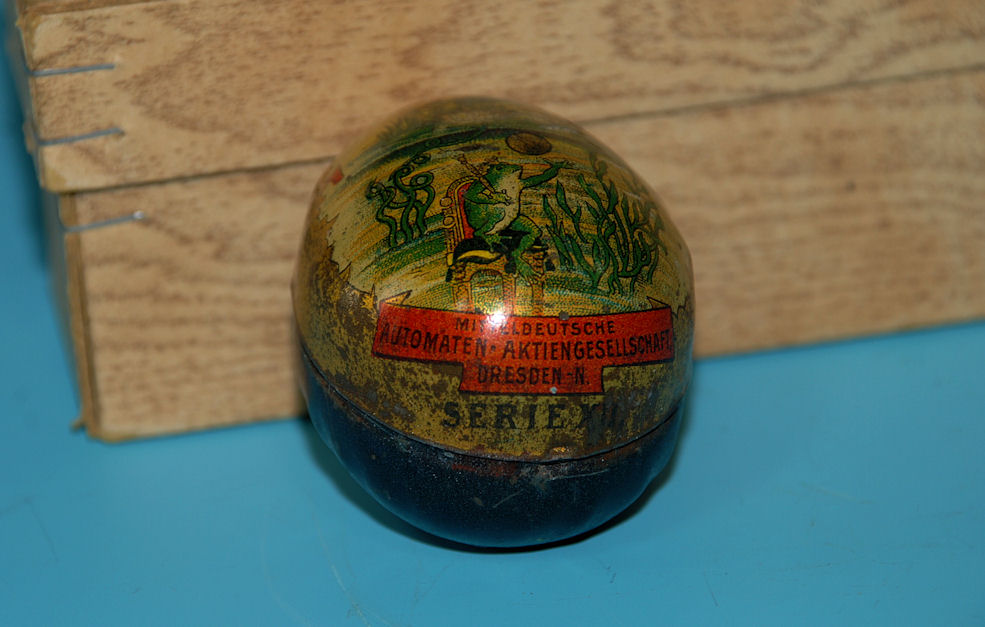 MITTELDEUTSCHE
AUTOMATEN-AKTIENGESELLSCHAFT,
DRESDEN-N.
SERIE